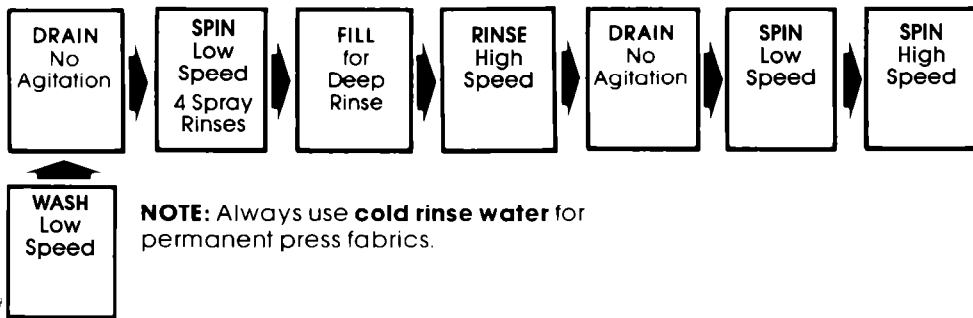 DRAIN
No
Agitation
SPIN
Low
Speed
4 Spray
Rinses
FILL
for
Deep
Rinse
RINSE
High
Speed
DRAIN
No
Agitation
SPIN
Low
Speed
SPIN
High
Speed
WASH
Low
Speed
NOTE: Always use cold rinse water for
permanent press fabrics.